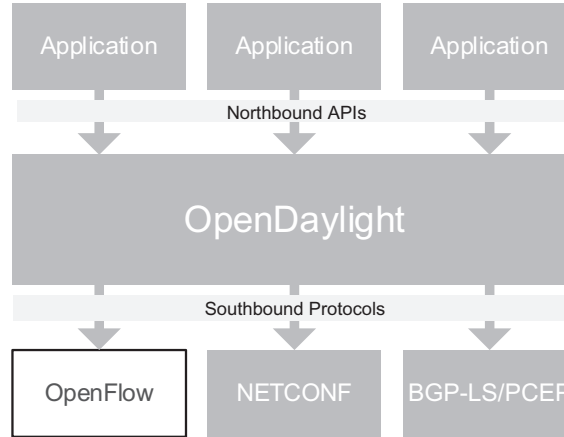 Application Application Application
Northbound APIs
OpenDaylight
Southbound Protocols
OpenFlow NETCONF BGP-LS/PCEP